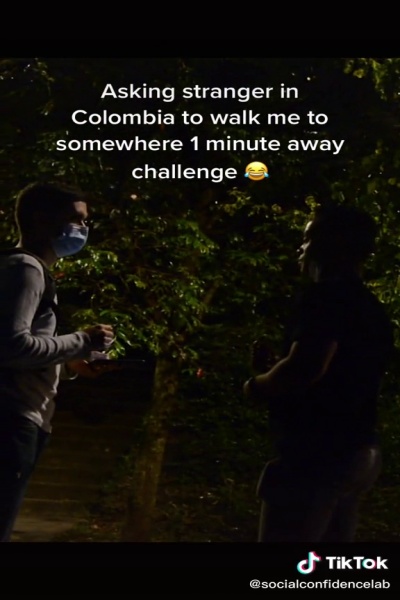 Asking stranger in
Colombia to walk me to
somewhere 1 minute away
challenge 😂
TikTok
@socialconfidencelab